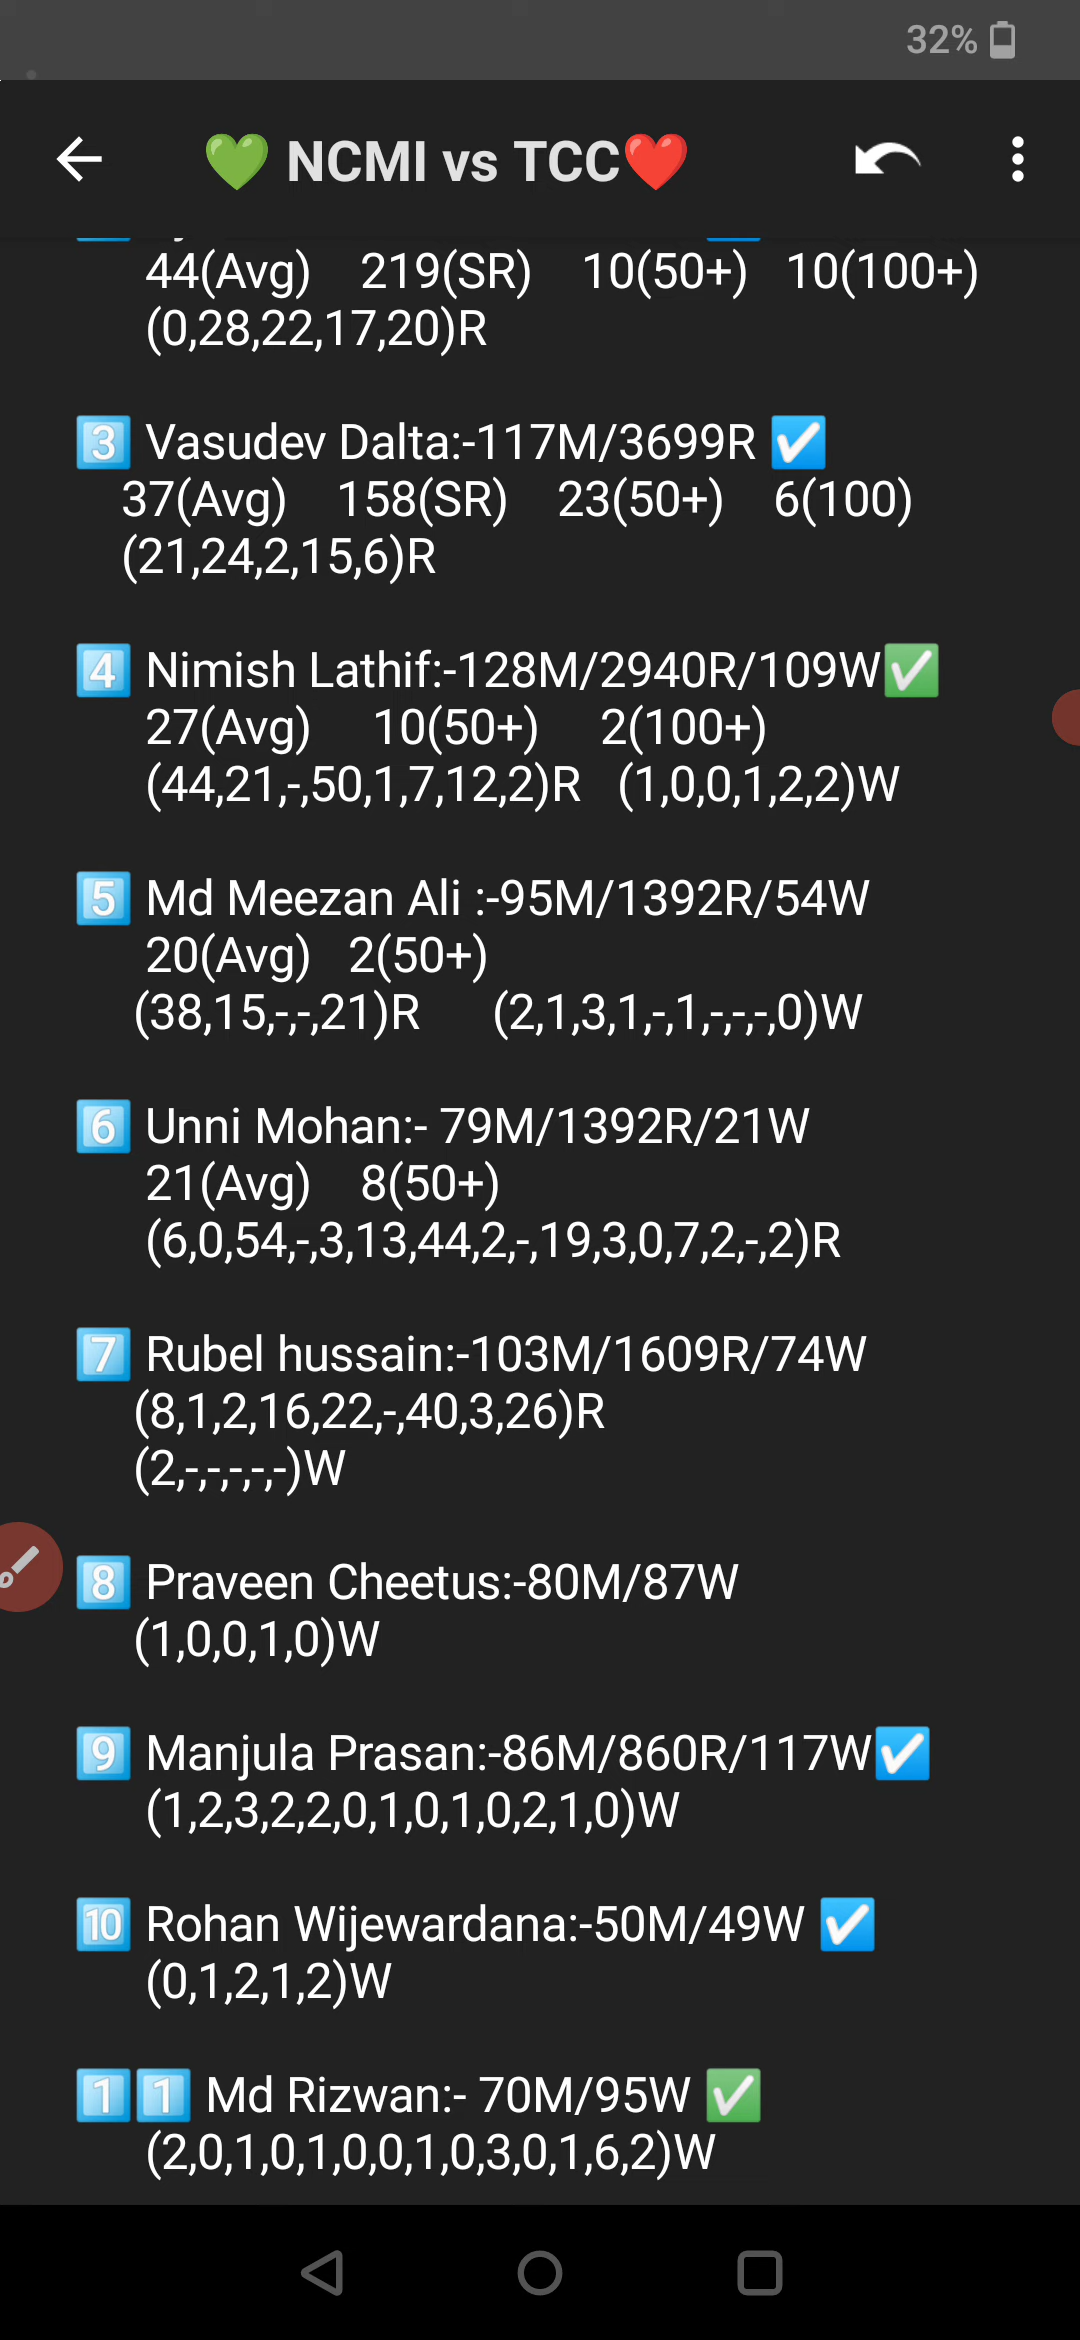 32%
💚 NCMI vs TCC❤️
44(Avg) 219(SR) 10(50+) 10(100+)
(0,28,22,17,20)R
3️⃣ Vasudev Dalta:-117M/3699R ☑️
37(Avg) 158(SR) 23(50+) 6(100)
(21,24,2,15,6)R
4️⃣ Nimish Lathif:-128M/2940R/109W✅
27(Avg) 10(50+) 2(100+)
(44,21,-,50,1,7,12,2)R (1,0,0,1,2,2)W
5️⃣ Md Meezan Ali :-95M/1392R/54W
20(Avg) 2(50+)
(38,15,-,-,21)R (2,1,3,1,-,1,-,-,-,0)W
6️⃣ Unni Mohan:- 79M/1392R/21W
21(Avg) 8(50+)
(6,0,54,-,3,13,44,2,-,19,3,0,7,2,-,2)R
7️⃣ Rubel hussain:-103M/1609R/74W
(8,1,2,16,22,-,40,3,26)R
(2,-,-,-,-,-)W
8️⃣ Praveen Cheetus:-80M/87W
(1,0,0,1,0)W
9️⃣ Manjula Prasan:-86M/860R/117W☑️
(1,2,3,2,2,0,1,0,1,0,2,1,0)W
🔟 Rohan Wijewardana:-50M/49W ☑️
(0,1,2,1,2)W
1️⃣1️⃣ Md Rizwan:- 70M/95W ✅
(2,0,1,0,1,0,0,1,0,3,0,1,6,2)W